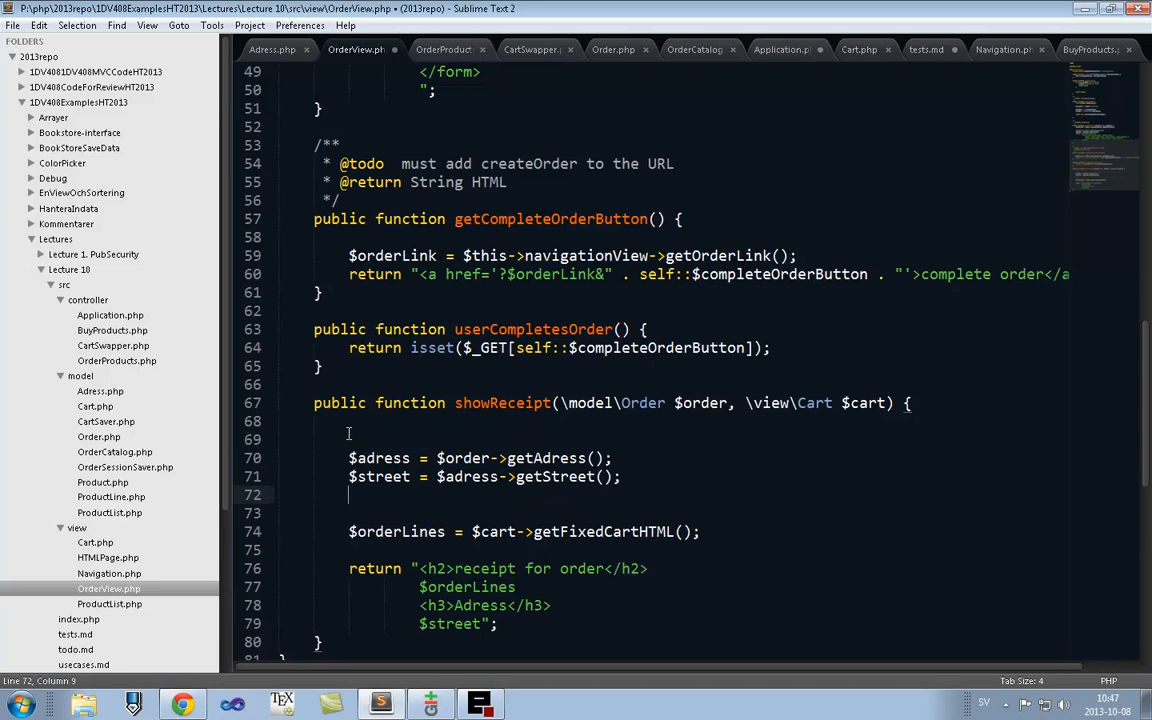 P:\php\2013repo\1DV408ExamplesHT2013\Lectures\Lecture 10\src\view\OrderView.php • (2013repo) - Sublime Text 2
File Edit Selection Find View Goto Tools Project Preferences Help
FOLDERS
2013repo
1DV4081DV408MVCCodeHT2013
1DV408CodeForReviewHT2013
1DV408ExamplesHT2013
Arrayer
Bookstore-interface
BookStoreSaveData
ColorPicker
Debug
EnViewOchSortering
HanteraIndata
Kommentarer
Lectures
Lecture 1. PubSecurity
Lecture 10
src
controller
Application.php
BuyProducts.php
CartSwapper.php
OrderProducts.php
model
Adress.php
Cart.php
CartSaver.php
Order.php
OrderCatalog.php
OrderSessionSaver.php
Product.php
ProductLine.php
ProductList.php
view
Cart.php
HTMLPage.php
Navigation.php
OrderView.php
ProductList.php
index.php
tests.md
todo.md
usecases.md
Adress.php × OrderView.ph • OrderProduct × CartSwapper.p × Order.php × OrderCatalog × Application.p • Cart.php × tests.md • Navigation.ph × BuyProducts. ×
49 </form>
50 ";
51 }
52
53 /**
54 * @todo must add createOrder to the URL
55 * @return String HTML
56 */
57 public function getCompleteOrderButton() {
58
59 $orderLink = $this->navigationView->getOrderLink();
60 return "<a href='?$orderLink&" . self::$completeOrderButton . "'>complete order</a
61 }
62
63 public function userCompletesOrder() {
64 return isset($_GET[self::$completeOrderButton]);
65 }
66
67 public function showReceipt(\model\Order $order, \view\Cart $cart) {
68
69
70 $adress = $order->getAdress();
71 $street = $adress->getStreet();
72
73
74 $orderLines = $cart->getFixedCartHTML();
75
76 return "<h2>receipt for order</h2>
77 $orderLines
78 <h3>Adress</h3>
79 $street";
80 }
81 }
Line 72, Column 9 Tab Size: 4 PHP
SV 10:47
2013-10-08